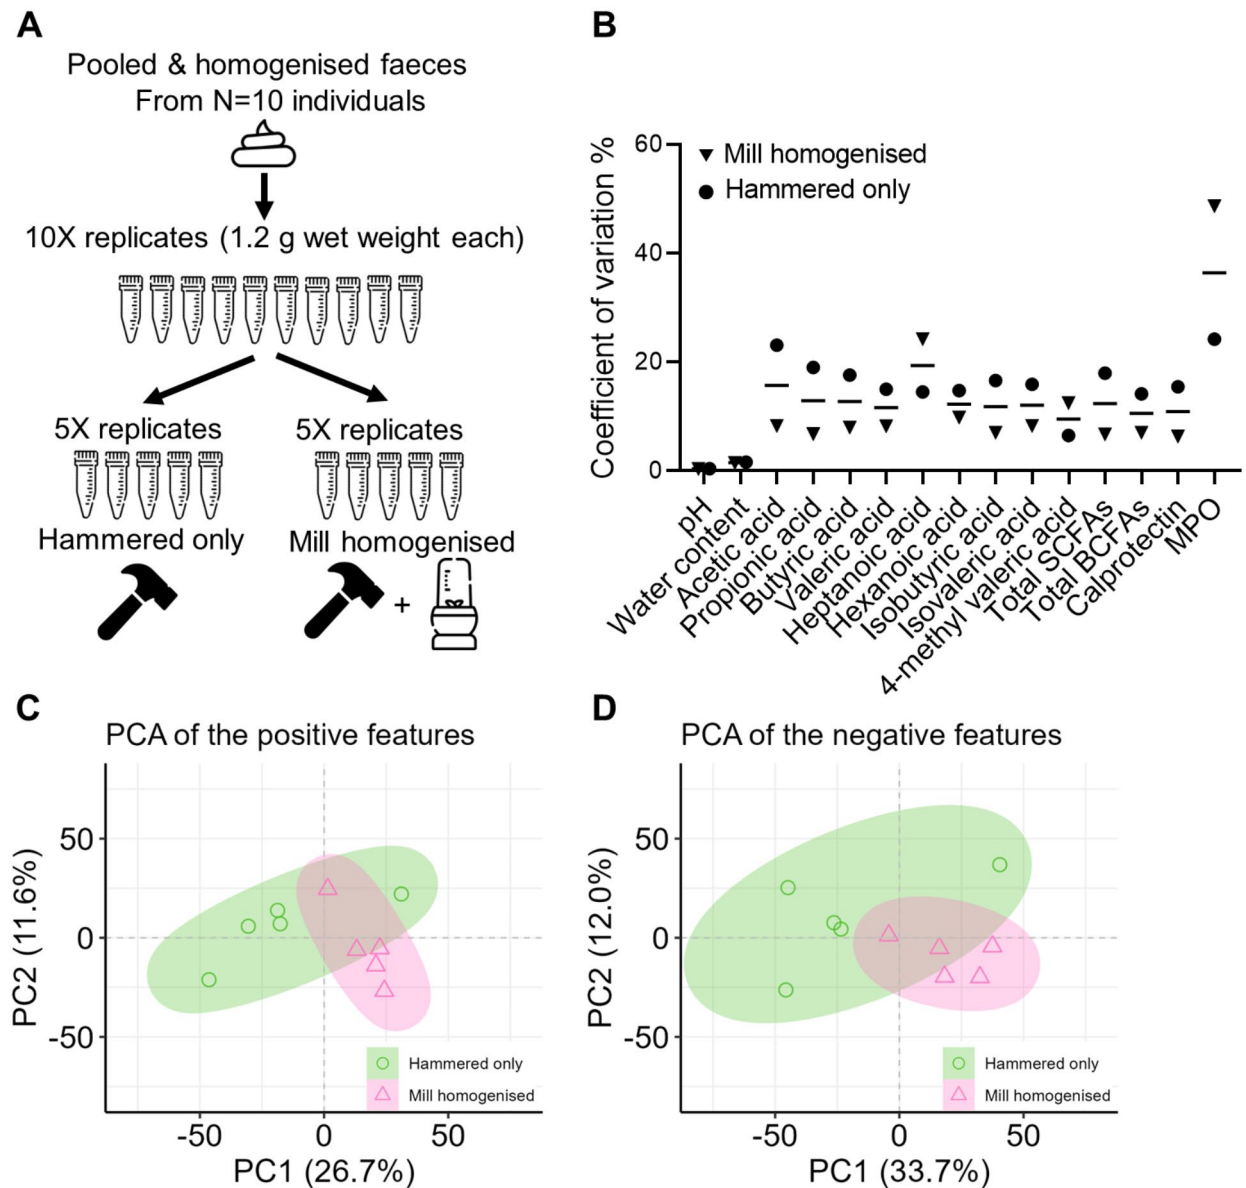 A
Pooled & homogenised faeces
From N=10 individuals
10X replicates (1.2 g wet weight each)
5X replicates
5X replicates
Hammered only
Mill homogenised
+
B
Coefficient of variation %
60
40
20
0
Mill homogenised
Hammered only
pH
Water content
Acetic acid
Propionic acid
Butyric acid
Valeric acid
Heptanoic acid
Hexanoic acid
Isobutyric acid
Isovaleric acid
4-methyl valeric acid
Total SCFAs
Total BCFAs
Calprotectin
MPO
C
PCA of the positive features
PC2 (11.6%)
50
0
-50
Hammered only
Mill homogenised
-50
0
50
PC1 (26.7%)
D
PCA of the negative features
PC2 (12.0%)
50
0
-50
Hammered only
Mill homogenised
-50
0
50
PC1 (33.7%)